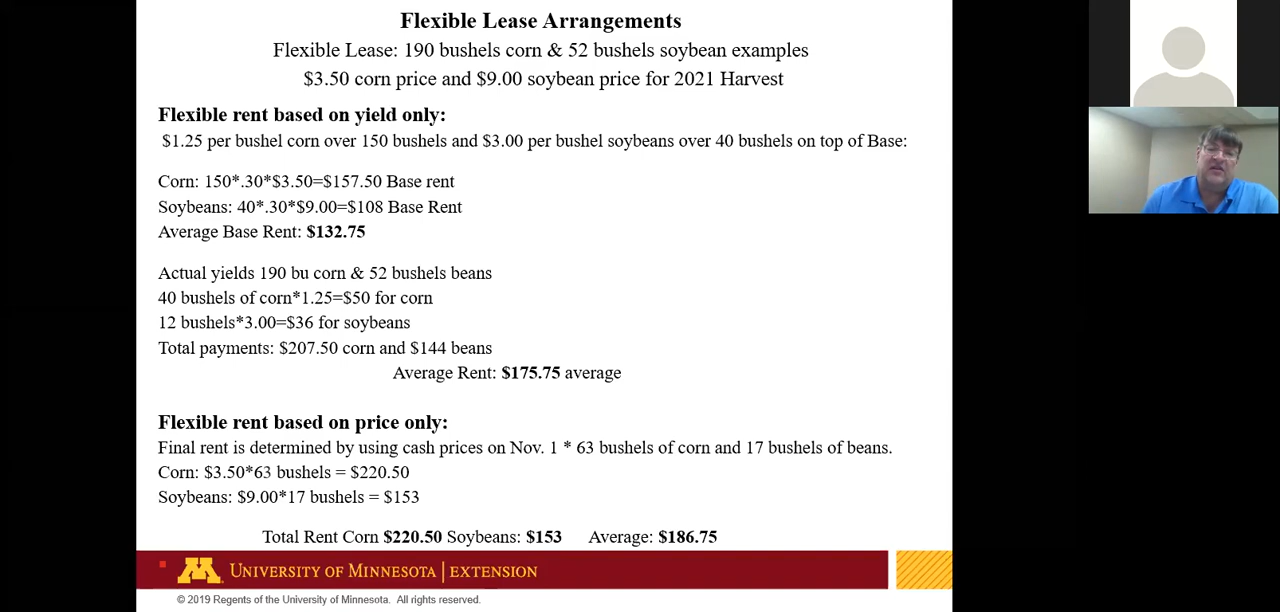 Flexible Lease Arrangements
Flexible Lease: 190 bushels corn & 52 bushels soybean examples
$3.50 corn price and $9.00 soybean price for 2021 Harvest
Flexible rent based on yield only:
$1.25 per bushel corn over 150 bushels and $3.00 per bushel soybeans over 40 bushels on top of Base:
Corn: 150*.30*$3.50=$157.50 Base rent
Soybeans: 40*.30*$9.00=$108 Base Rent
Average Base Rent: $132.75
Actual yields 190 bu corn & 52 bushels beans
40 bushels of corn*1.25=$50 for corn
12 bushels*3.00=$36 for soybeans
Total payments: $207.50 corn and $144 beans
Average Rent: $175.75 average
Flexible rent based on price only:
Final rent is determined by using cash prices on Nov. 1 * 63 bushels of corn and 17 bushels of beans.
Corn: $3.50*63 bushels = $220.50
Soybeans: $9.00*17 bushels = $153
Total Rent Corn $220.50 Soybeans: $153 Average: $186.75
M UNIVERSITY OF MINNESOTA | EXTENSION
© 2019 Regents of the University of Minnesota. All rights reserved.